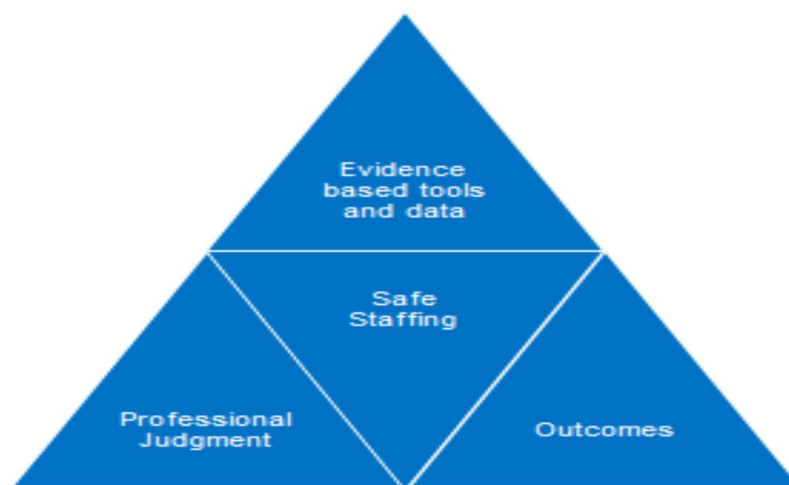 Evidence
based tools
and data
Safe
Staffing
Professional
Judgment
Outcomes